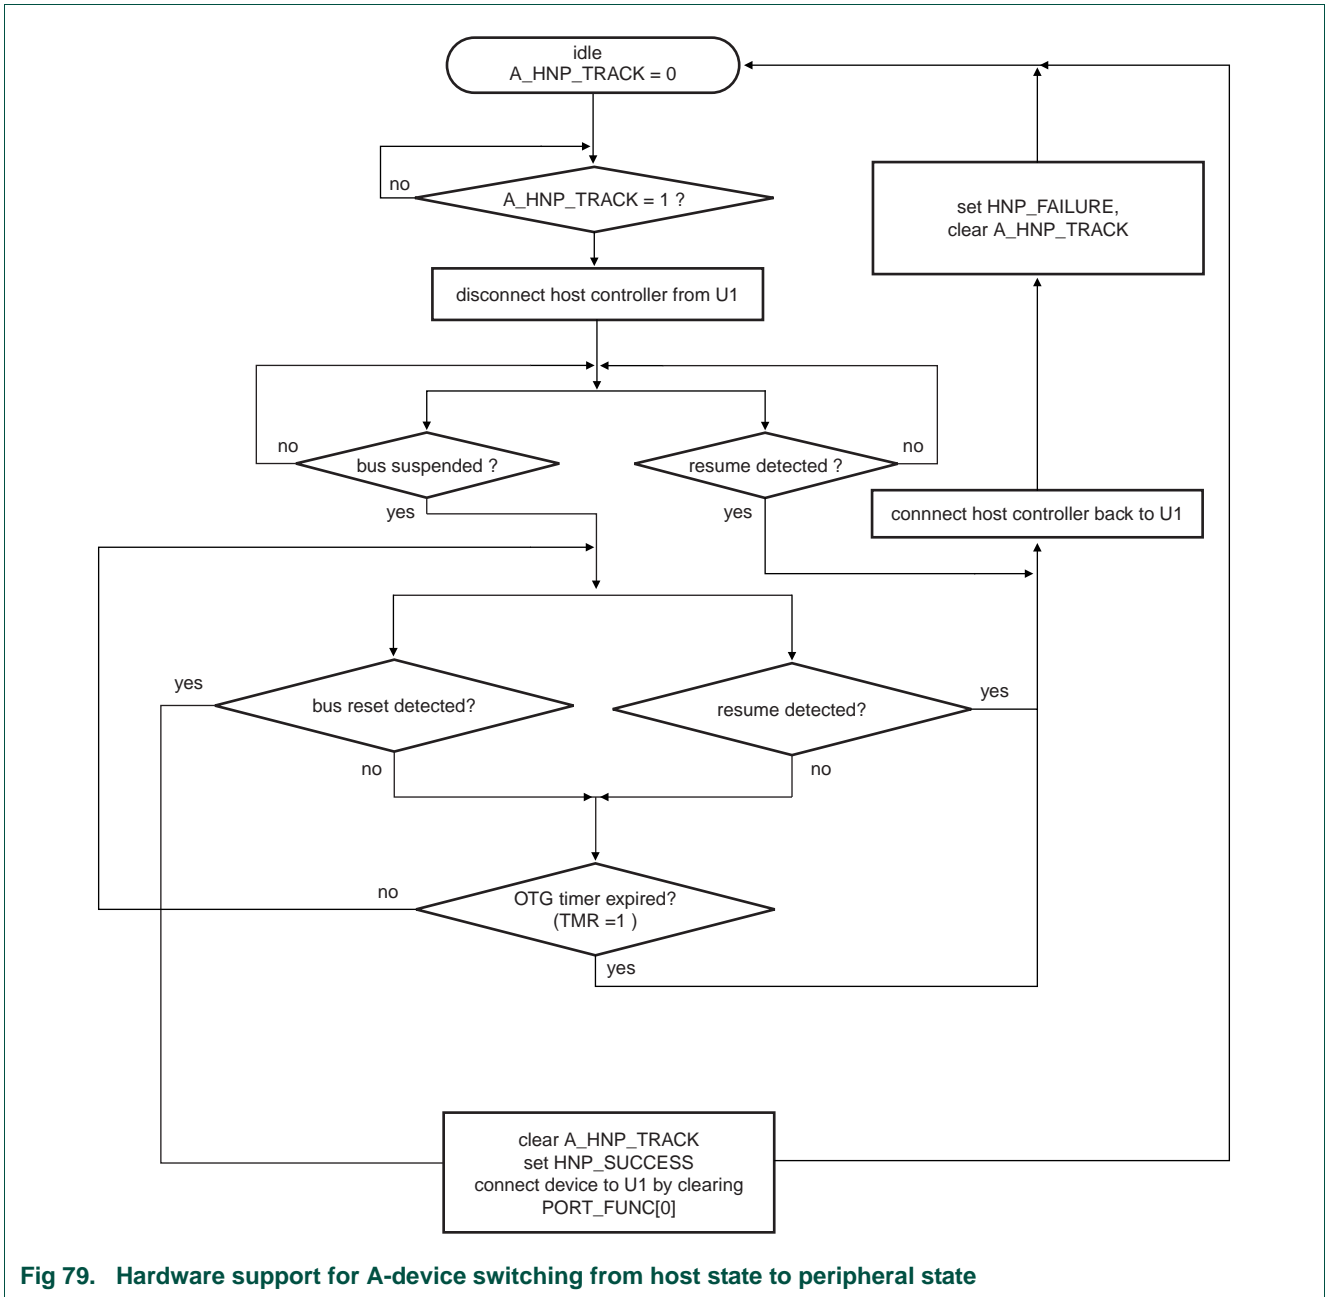 idle
A_HNP_TRACK = 0
no
A_HNP_TRACK = 1 ?
set HNP_FAILURE,
clear A_HNP_TRACK
disconnect host controller from U1
no
bus suspended ?
yes
resume detected ?
no
yes
connnect host controller back to U1
yes
bus reset detected?
no
resume detected?
yes
no
no
OTG timer expired?
(TMR =1 )
yes
clear A_HNP_TRACK
set HNP_SUCCESS
connect device to U1 by clearing
PORT_FUNC[0]
Fig 79. Hardware support for A-device switching from host state to peripheral state